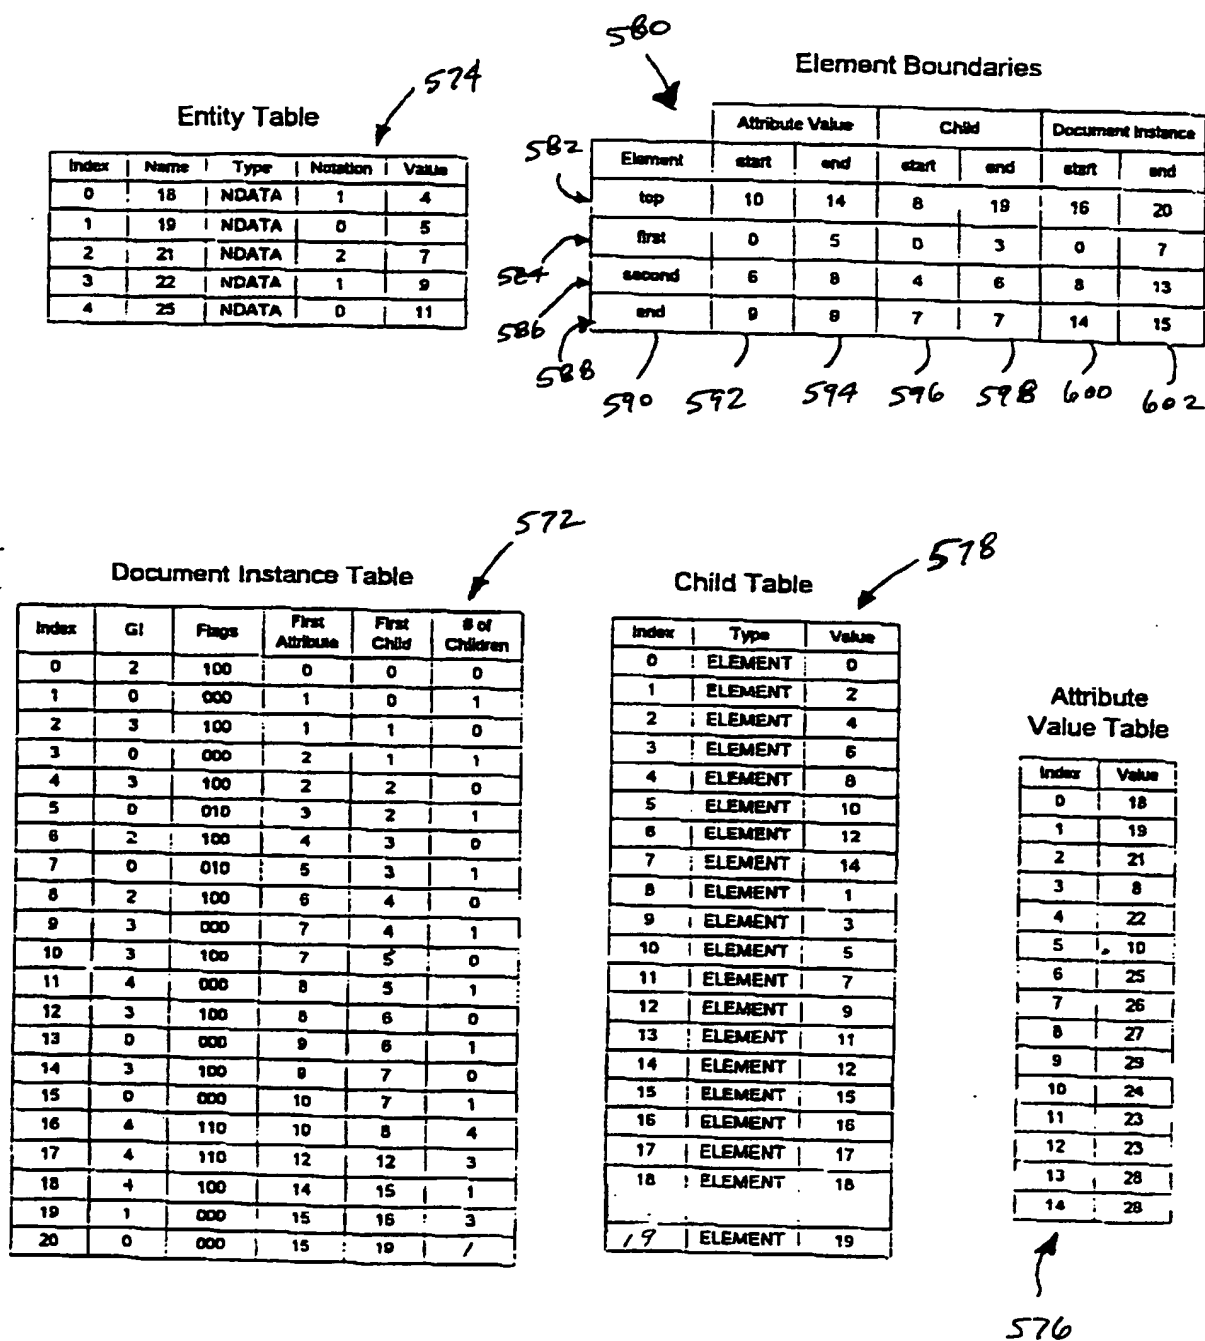 580
Element Boundaries
574
Entity Table
Index Name Type Notation Value
0 18 NDATA 1 4
1 19 NDATA 0 5
2 21 NDATA 2 7
3 22 NDATA 1 9
4 25 NDATA 0 11
582
Attribute Value Child Document Instance
Element start end start end start end
top 10 14 8 19 16 20
first 0 5 0 3 0 7
584
second 6 8 4 6 8 13
586
end 9 8 7 7 14 15
588
590 592 594 596 598 600 602
572
Document Instance Table
Index GI Flags First Attribute First Child # of Children
0 2 100 0 0 0
1 0 000 1 0 1
2 3 100 1 1 0
3 0 000 2 1 1
4 3 100 2 2 0
5 0 010 3 2 1
6 2 100 4 3 0
7 0 010 5 3 1
8 2 100 6 4 0
9 3 000 7 4 1
10 3 100 7 5 0
11 4 000 8 5 1
12 3 100 8 6 0
13 0 000 9 6 1
14 3 100 9 7 0
15 0 000 10 7 1
16 4 110 10 8 4
17 4 110 12 12 3
18 4 100 14 15 1
19 1 000 15 16 3
20 0 000 15 19 1
578
Child Table
Index Type Value
0 ELEMENT 0
1 ELEMENT 2
2 ELEMENT 4
3 ELEMENT 6
4 ELEMENT 8
5 ELEMENT 10
6 ELEMENT 12
7 ELEMENT 14
8 ELEMENT 1
9 ELEMENT 3
10 ELEMENT 5
11 ELEMENT 7
12 ELEMENT 9
13 ELEMENT 11
14 ELEMENT 12
15 ELEMENT 15
16 ELEMENT 16
17 ELEMENT 17
18 ELEMENT 18
19 ELEMENT 19
Attribute
Value Table
Index Value
0 18
1 19
2 21
3 8
4 22
5 10
6 25
7 26
8 27
9 29
10 24
11 23
12 23
13 28
14 28
576